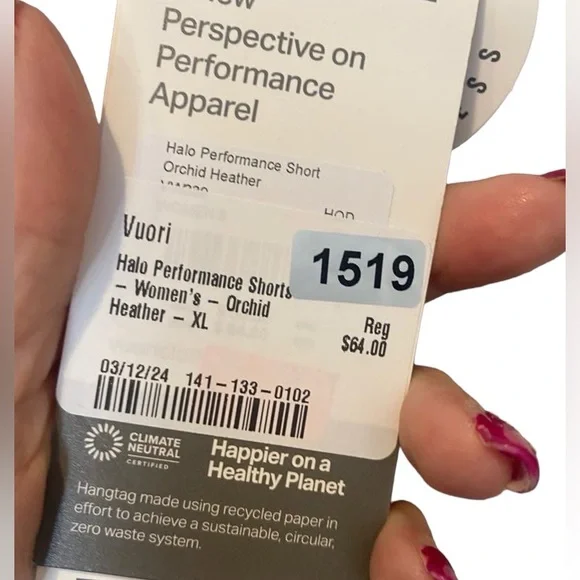 Perspective on
Performance
Apparel
Halo Performance Short
Orchid Heather
Vuori
1519
Halo Performance Shorts
– Women's – Orchid
Heather – XL
Reg
$64.00
03/12/24 141-133-0102
CLIMATE
NEUTRAL
CERTIFIED
Happier on a
Healthy Planet
Hangtag made using recycled paper in
effort to achieve a sustainable, circular,
zero waste system.